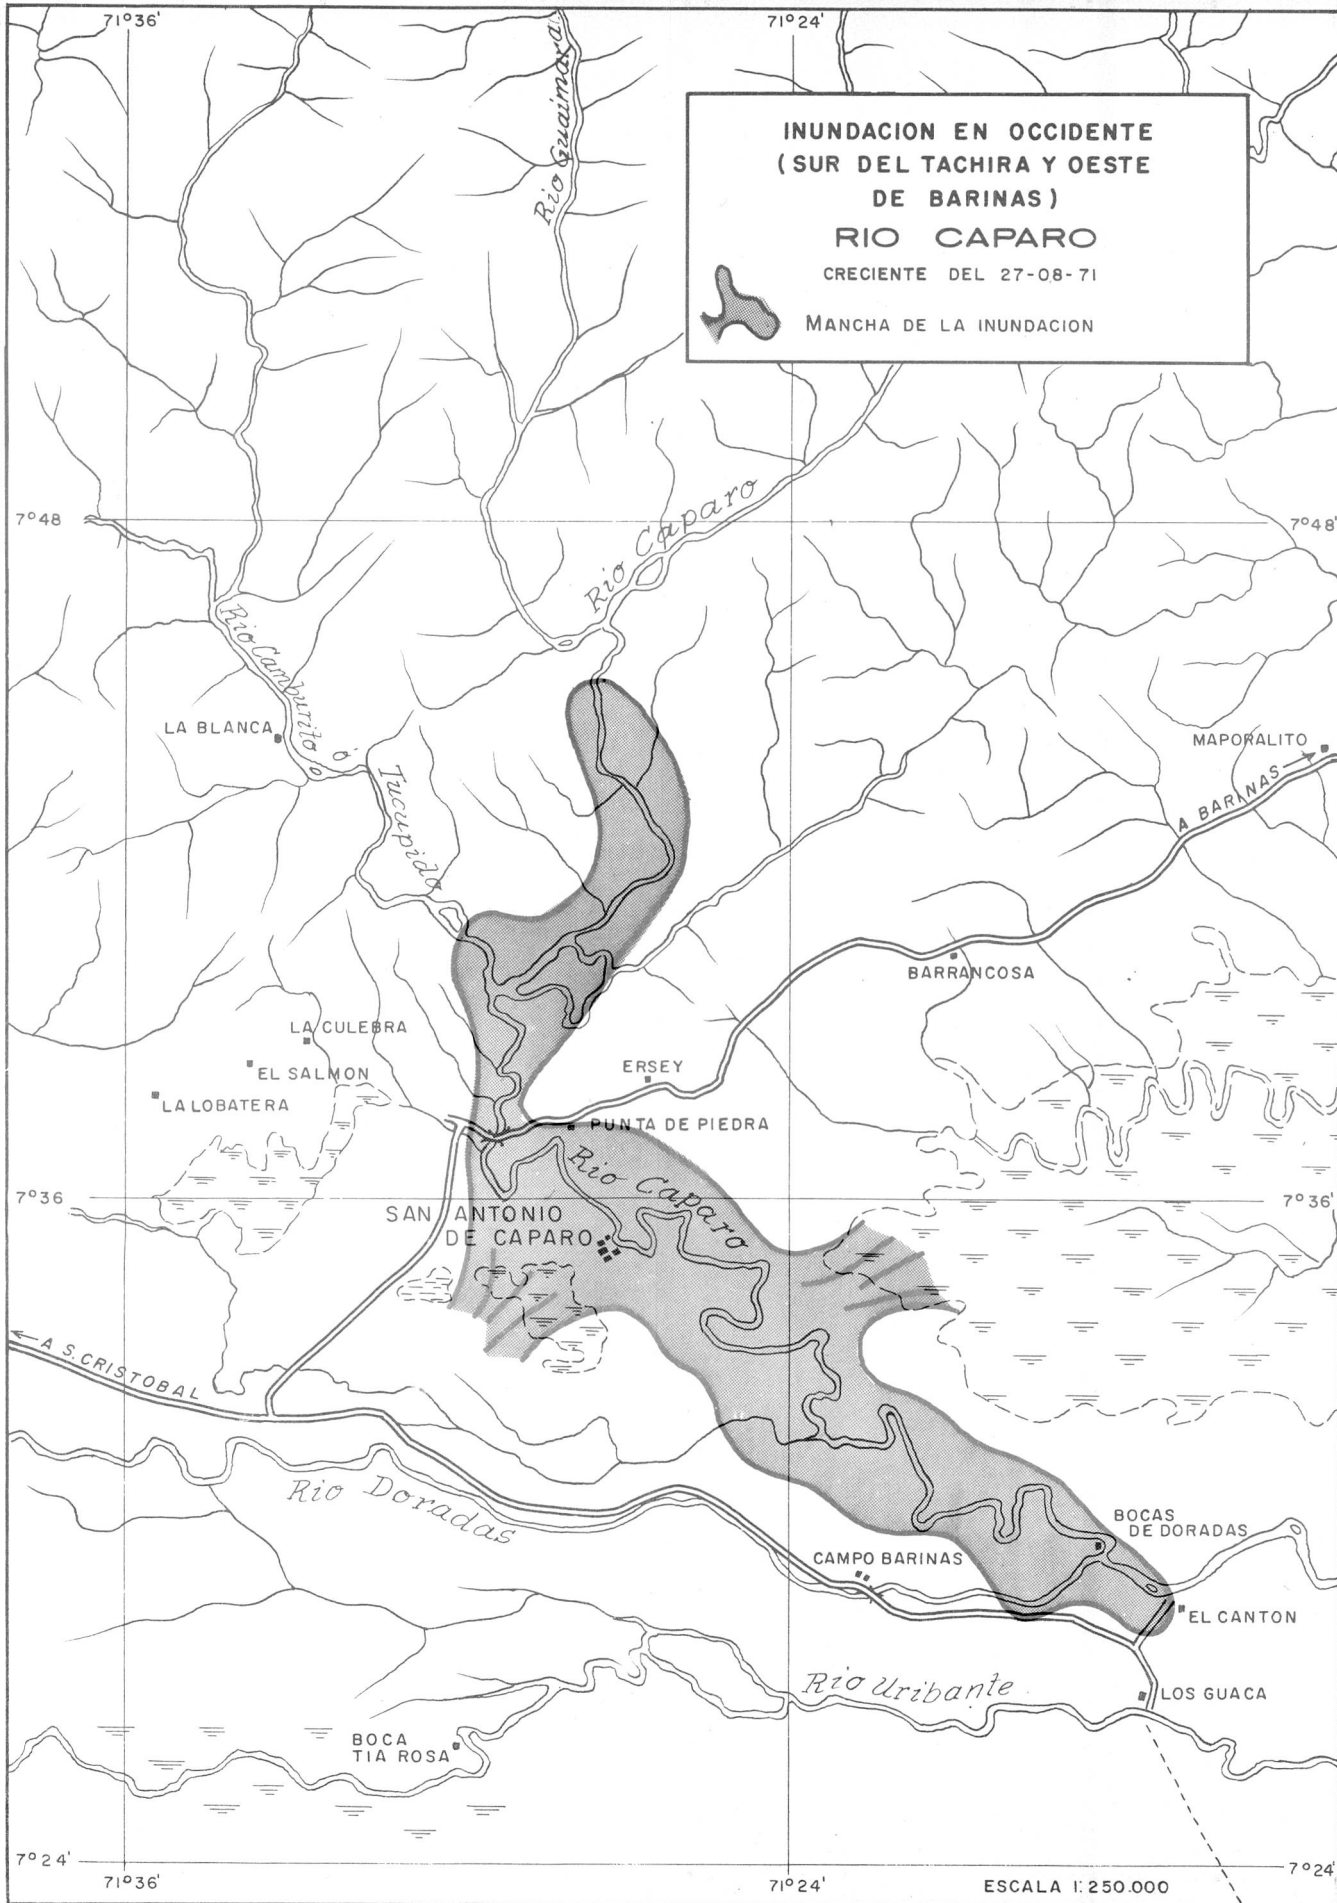 71°36'
71°24'
INUNDACION EN OCCIDENTE
(SUR DEL TACHIRA Y OESTE
DE BARINAS)
RIO CAPARO
CRECIENTE DEL 27-08-71
MANCHA DE LA INUNDACION
Rio Guaimara
7°48
7°48'
Rio Caparo
Rio Camburito ó Tucupido
LA BLANCA
MAPORALITO
A BARINAS
BARRANCOSA
LA CULEBRA
EL SALMON
LA LOBATERA
ERSEY
PUNTA DE PIEDRA
Rio Caparo
7°36
7°36'
SAN ANTONIO
DE CAPARO
A S. CRISTOBAL
Rio Doradas
BOCAS
DE DORADAS
CAMPO BARINAS
EL CANTON
Rio Uribante
LOS GUACA
BOCA
TIA ROSA
7°24'
7°24'
71°36'
71°24'
ESCALA 1:250.000